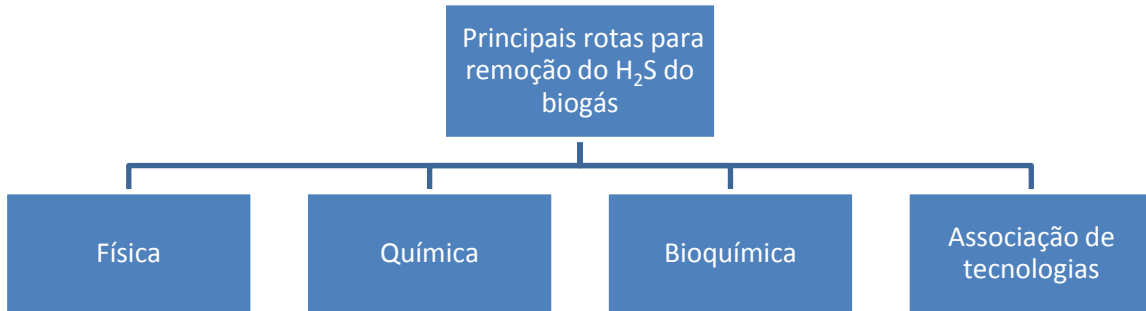 Principais rotas para
remoção do H₂S do
biogás
Física
Química
Bioquímica
Associação de
tecnologias